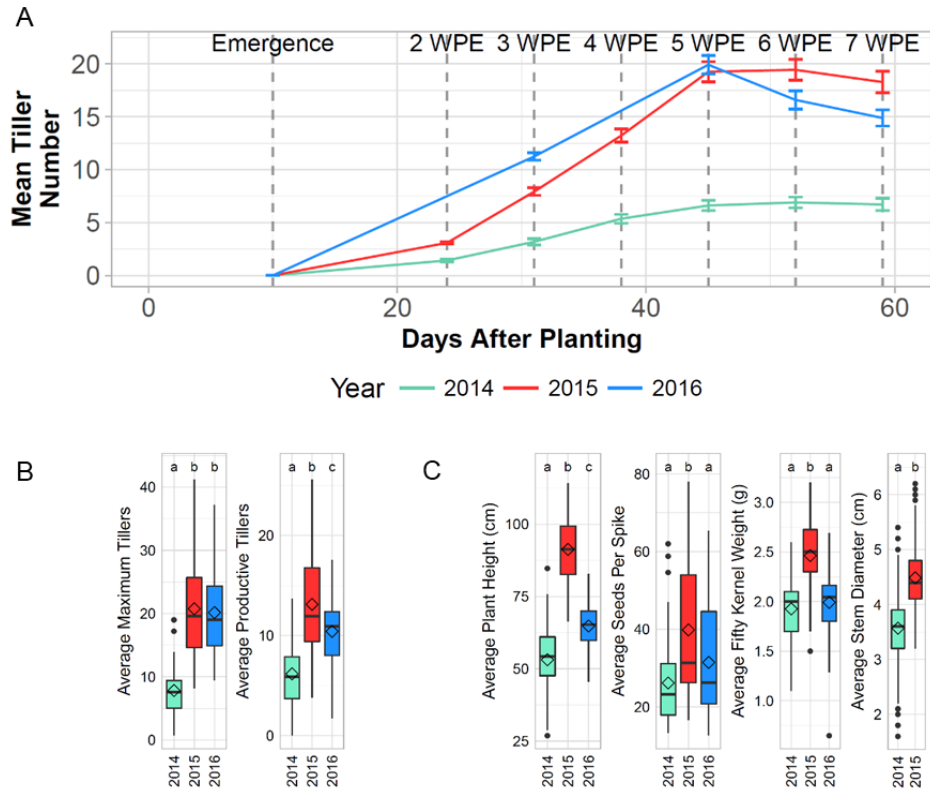 A
Emergence 2 WPE 3 WPE 4 WPE 5 WPE 6 WPE 7 WPE
Mean Tiller
Number
20
15
10
5
0
0 20 40 60
Days After Planting
Year 2014 2015 2016
B
Average Maximum Tillers
a b b
40
30
20
10
0
2014 2015 2016
Average Productive Tillers
a b c
20
10
0
2014 2015 2016
C
Average Plant Height (cm)
a b c
100
75
50
25
2014 2015 2016
Average Seeds Per Spike
a b a
80
60
40
20
2014 2015 2016
Average Fifty Kernel Weight (g)
a b a
3.0
2.5
2.0
1.5
1.0
2014 2015 2016
Average Stem Diameter (cm)
a b
6
5
4
3
2
2014 2015